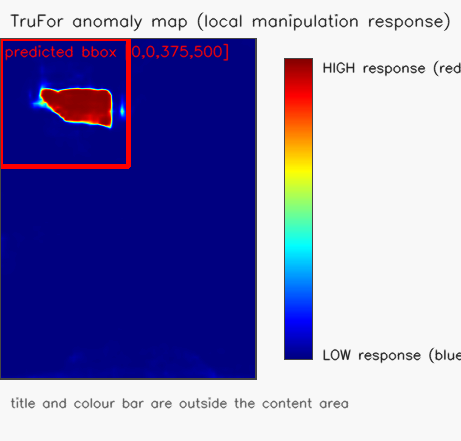 TruFor anomaly map (local manipulation response)
predicted bbox [0,0,375,500]
HIGH response (red
LOW response (blue
title and colour bar are outside the content area